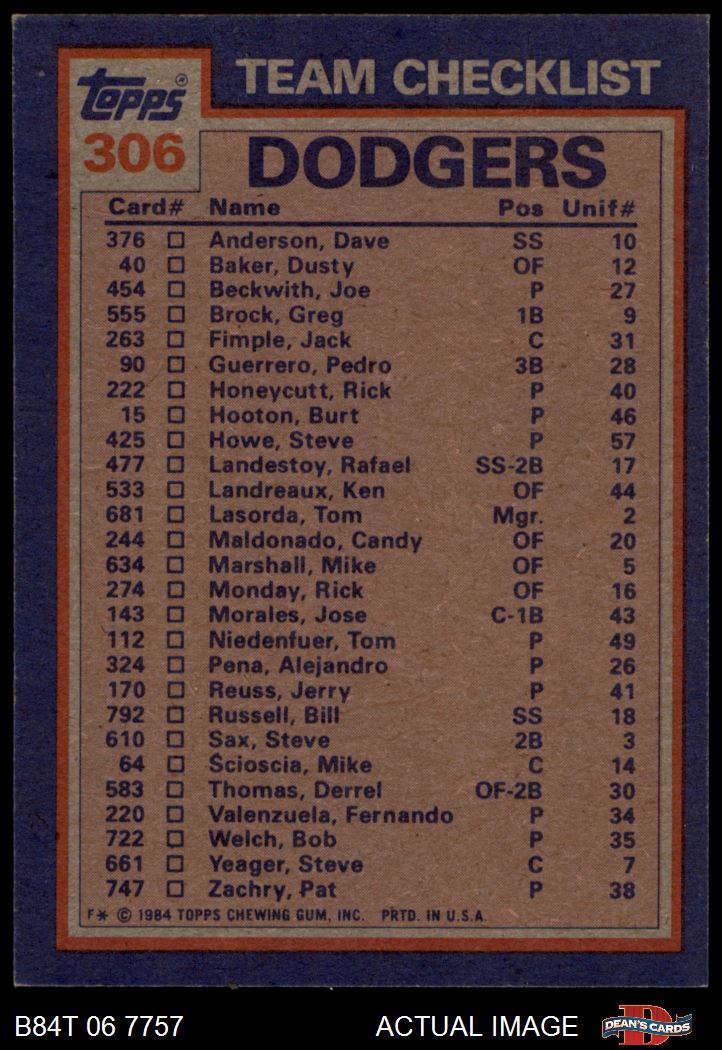 TEAM CHECKLIST
Topps®
306
DODGERS
Card# Name Pos Unif#
376 □ Anderson, Dave SS 10
40 □ Baker, Dusty OF 12
454 □ Beckwith, Joe P 27
555 □ Brock, Greg 1B 9
263 □ Fimple, Jack C 31
90 □ Guerrero, Pedro 3B 28
222 □ Honeycutt, Rick P 40
15 □ Hooton, Burt P 46
425 □ Howe, Steve P 57
477 □ Landestoy, Rafael SS-2B 17
533 □ Landreaux, Ken OF 44
681 □ Lasorda, Tom Mgr. 2
244 □ Maldonado, Candy OF 20
634 □ Marshall, Mike OF 5
274 □ Monday, Rick OF 16
143 □ Morales, Jose C-1B 43
112 □ Niedenfuer, Tom P 49
324 □ Pena, Alejandro P 26
170 □ Reuss, Jerry P 41
792 □ Russell, Bill SS 18
610 □ Sax, Steve 2B 3
64 □ Scioscia, Mike C 14
583 □ Thomas, Derrel OF-2B 30
220 □ Valenzuela, Fernando P 34
722 □ Welch, Bob P 35
661 □ Yeager, Steve C 7
747 □ Zachry, Pat P 38
F* © 1984 TOPPS CHEWING GUM, INC. PRTD. IN U.S.A.
B84T 06 7757 ACTUAL IMAGE
D
DEAN'S CARDS